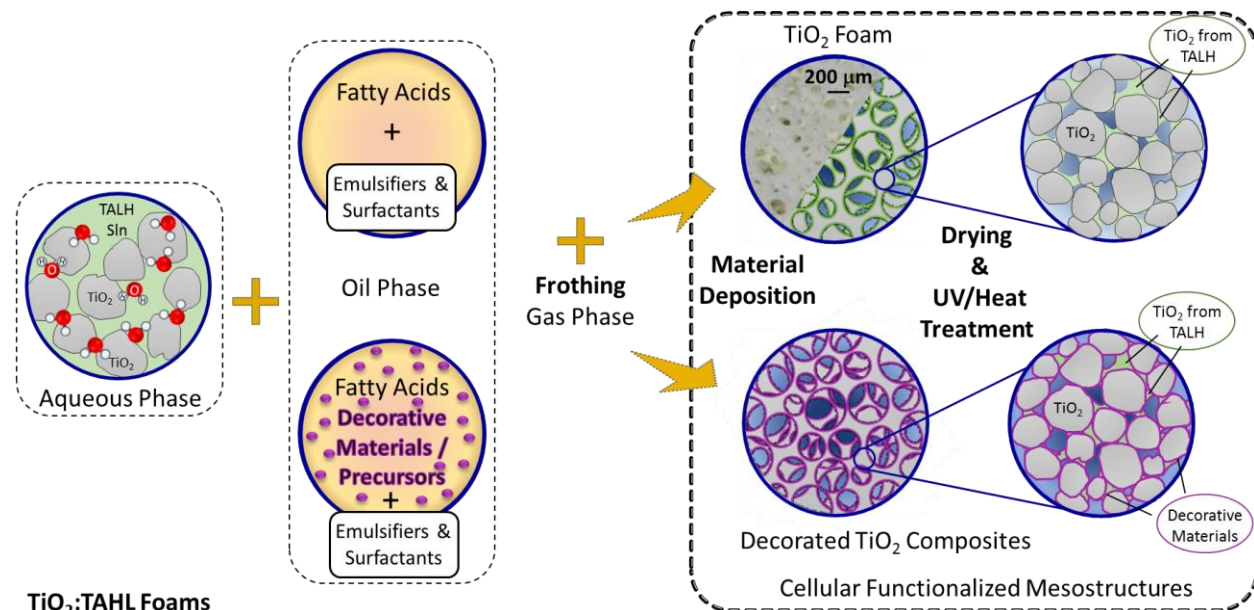 TALH
Sln
H
H
O
TiO₂
O
H
H
TiO₂
Aqueous Phase
TiO₂:TAHL Foams
Fatty Acids
+
Emulsifiers &
Surfactants
Oil Phase
Fatty Acids
Decorative
Materials /
Precursors
+
Emulsifiers &
Surfactants
Frothing
Gas Phase
TiO₂ Foam
200 µm
TiO₂ from
TALH
TiO₂
Material
Deposition
Drying
&
UV/Heat
Treatment
TiO₂ from
TALH
TiO₂
Decorative
Materials
Decorated TiO₂ Composites
Cellular Functionalized Mesostructures